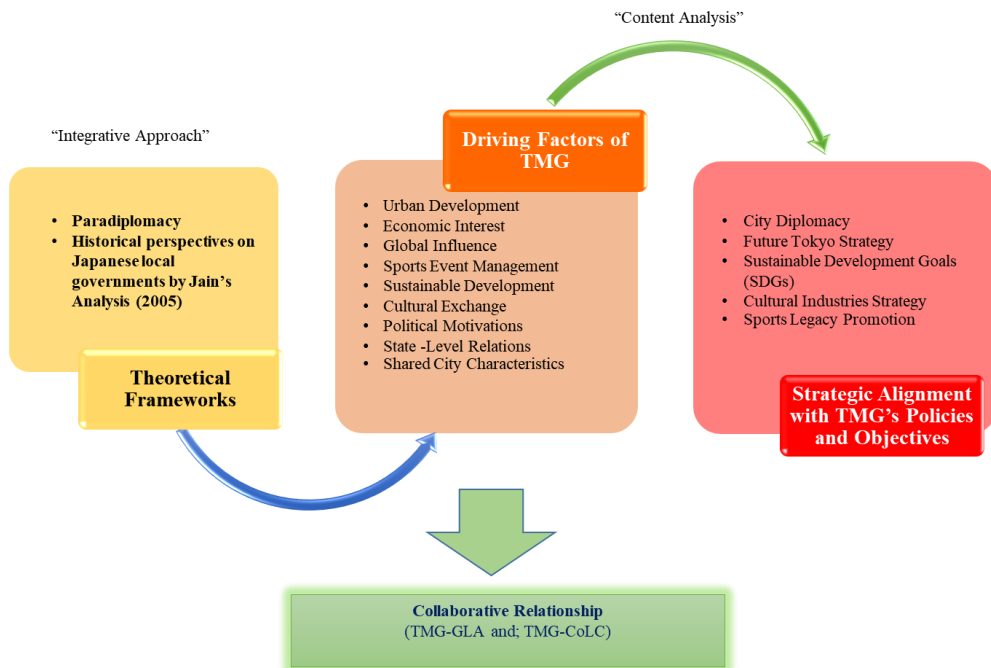 “Content Analysis”
“Integrative Approach”
• Paradiplomacy
• Historical perspectives on
Japanese local
governments by Jain’s
Analysis (2005)
Theoretical
Frameworks
Driving Factors of
TMG
• Urban Development
• Economic Interest
• Global Influence
• Sports Event Management
• Sustainable Development
• Cultural Exchange
• Political Motivations
• State -Level Relations
• Shared City Characteristics
• City Diplomacy
• Future Tokyo Strategy
• Sustainable Development Goals
(SDGs)
• Cultural Industries Strategy
• Sports Legacy Promotion
Strategic Alignment
with TMG’s Policies
and Objectives
Collaborative Relationship
(TMG-GLA and; TMG-CoLC)